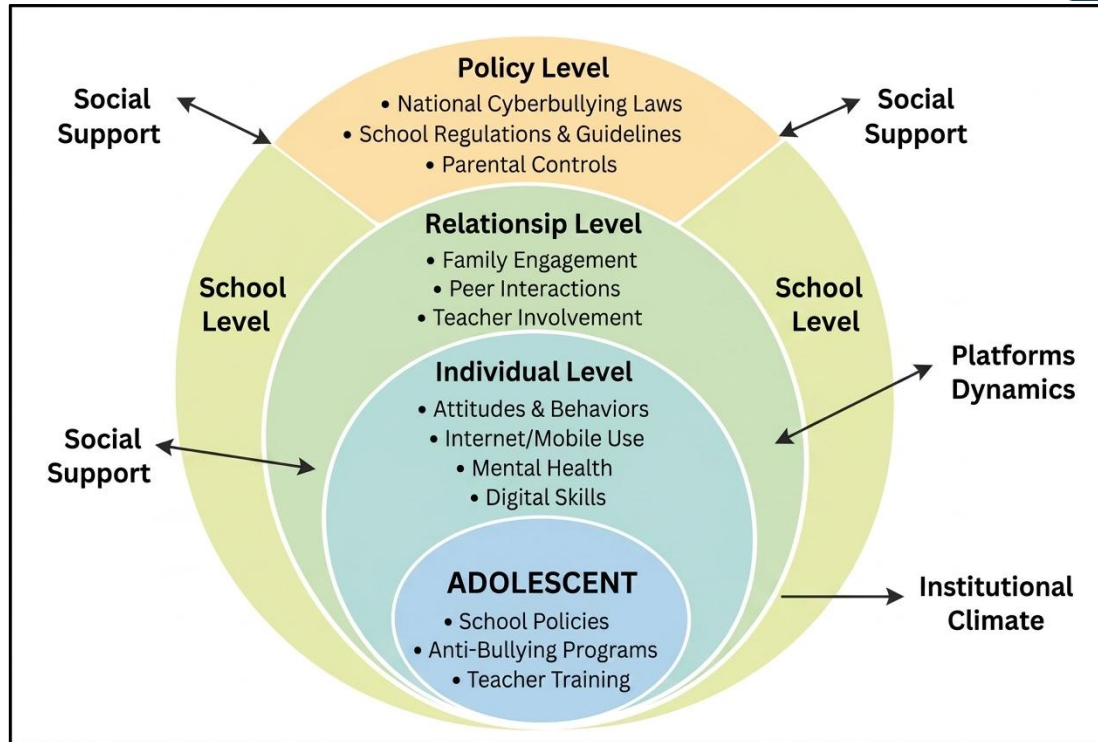 Policy Level
• National Cyberbullying Laws
• School Regulations & Guidelines
• Parental Controls
Social
Support
Social
Support
Relationsip Level
• Family Engagement
• Peer Interactions
• Teacher Involvement
School
Level
School
Level
Individual Level
• Attitudes & Behaviors
• Internet/Mobile Use
• Mental Health
• Digital Skills
Platforms
Dynamics
Social
Support
ADOLESCENT
• School Policies
• Anti-Bullying Programs
• Teacher Training
Institutional
Climate